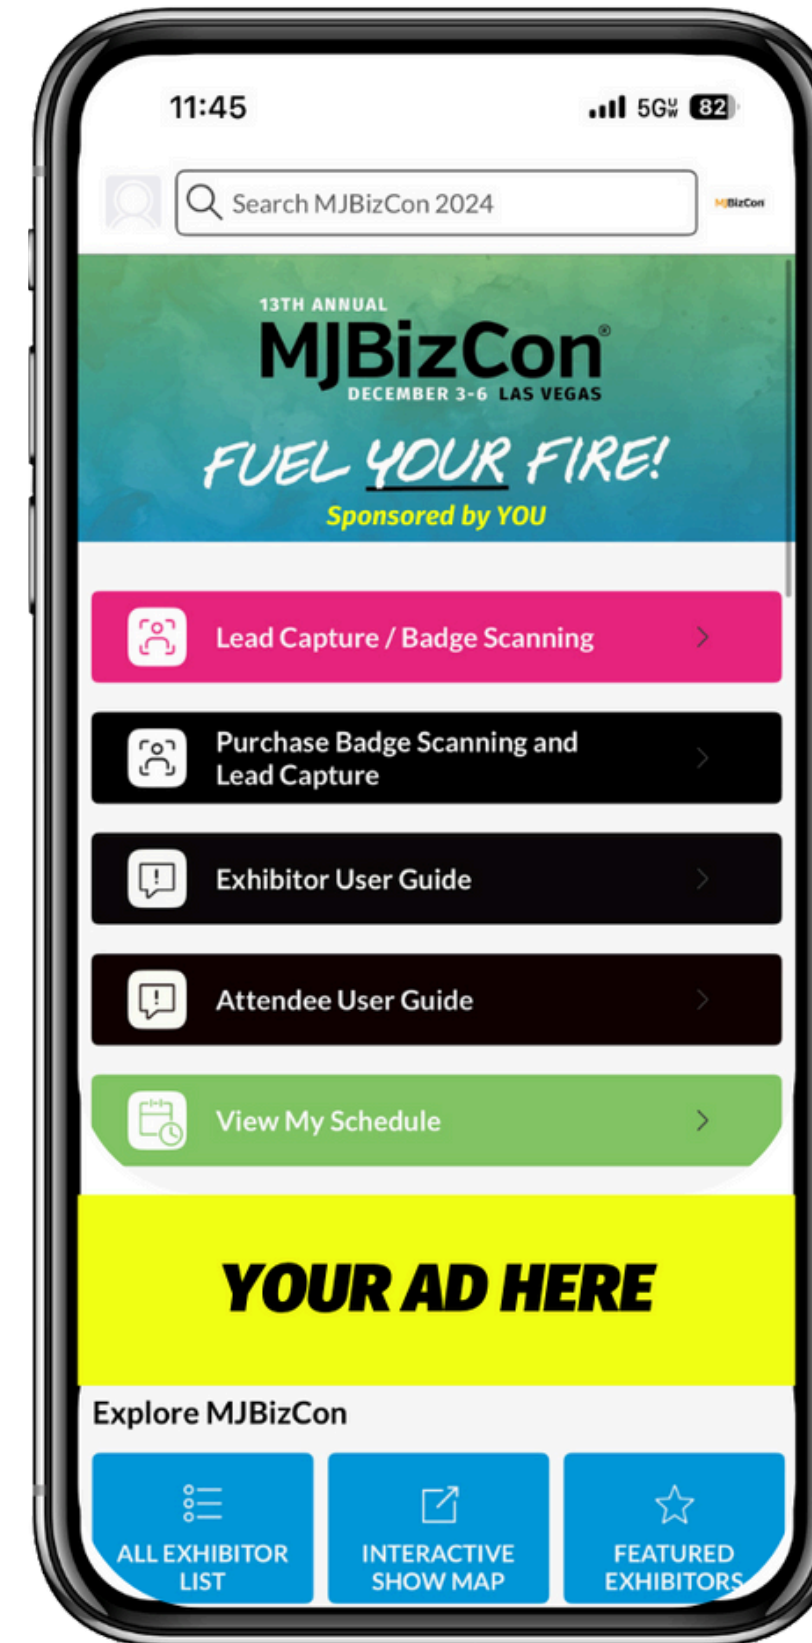 11:45
5GUW 82
Search MJBizCon 2024
MJBizCon
13TH ANNUAL
MJBizCon®
DECEMBER 3-6 LAS VEGAS
FUEL YOUR FIRE!
Sponsored by YOU
Lead Capture / Badge Scanning
Purchase Badge Scanning and
Lead Capture
Exhibitor User Guide
Attendee User Guide
View My Schedule
YOUR AD HERE
Explore MJBizCon
ALL EXHIBITOR
LIST
INTERACTIVE
SHOW MAP
FEATURED
EXHIBITORS